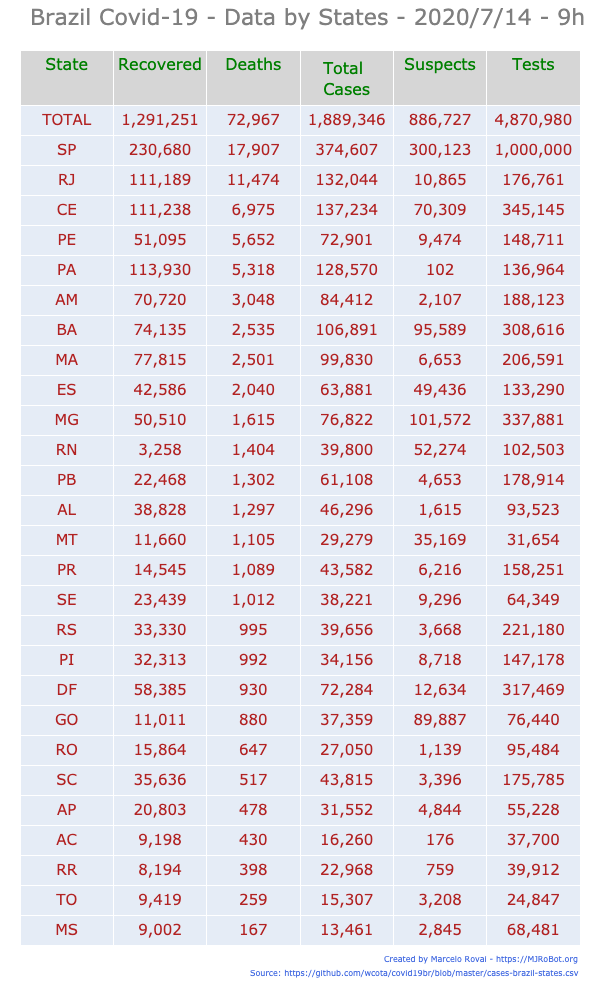 Brazil Covid-19 - Data by States - 2020/7/14 - 9h
State Recovered Deaths Total Cases Suspects Tests
TOTAL 1,291,251 72,967 1,889,346 886,727 4,870,980
SP 230,680 17,907 374,607 300,123 1,000,000
RJ 111,189 11,474 132,044 10,865 176,761
CE 111,238 6,975 137,234 70,309 345,145
PE 51,095 5,652 72,901 9,474 148,711
PA 113,930 5,318 128,570 102 136,964
AM 70,720 3,048 84,412 2,107 188,123
BA 74,135 2,535 106,891 95,589 308,616
MA 77,815 2,501 99,830 6,653 206,591
ES 42,586 2,040 63,881 49,436 133,290
MG 50,510 1,615 76,822 101,572 337,881
RN 3,258 1,404 39,800 52,274 102,503
PB 22,468 1,302 61,108 4,653 178,914
AL 38,828 1,297 46,296 1,615 93,523
MT 11,660 1,105 29,279 35,169 31,654
PR 14,545 1,089 43,582 6,216 158,251
SE 23,439 1,012 38,221 9,296 64,349
RS 33,330 995 39,656 3,668 221,180
PI 32,313 992 34,156 8,718 147,178
DF 58,385 930 72,284 12,634 317,469
GO 11,011 880 37,359 89,887 76,440
RO 15,864 647 27,050 1,139 95,484
SC 35,636 517 43,815 3,396 175,785
AP 20,803 478 31,552 4,844 55,228
AC 9,198 430 16,260 176 37,700
RR 8,194 398 22,968 759 39,912
TO 9,419 259 15,307 3,208 24,847
MS 9,002 167 13,461 2,845 68,481
Created by Marcelo Rovai - https://MJRoBot.org
Source: https://github.com/wcota/covid19br/blob/master/cases-brazil-states.csv